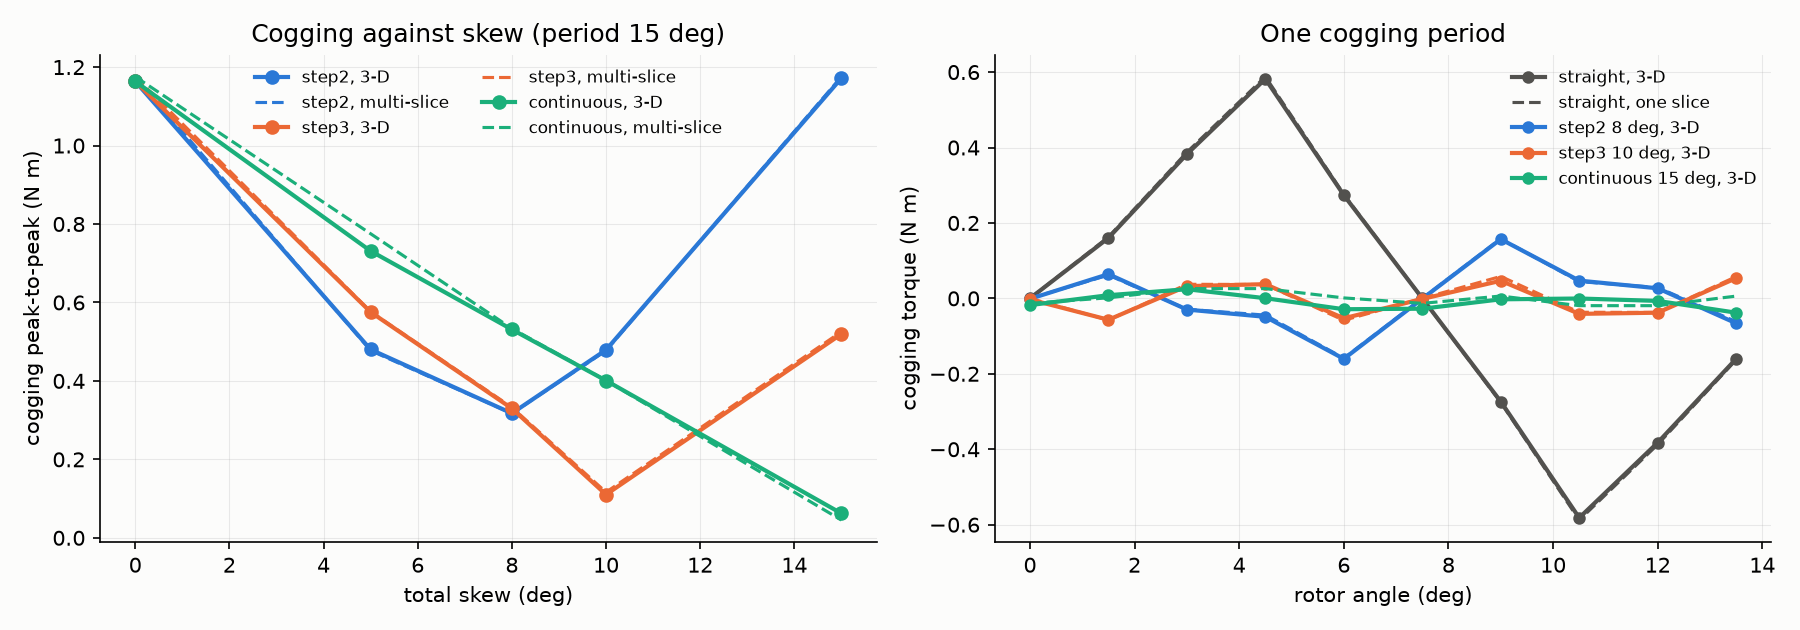 Cogging against skew (period 15 deg)
step2, 3-D
step2, multi-slice
step3, 3-D
step3, multi-slice
continuous, 3-D
continuous, multi-slice
cogging peak-to-peak (N m)
1.2
1.0
0.8
0.6
0.4
0.2
0.0
0 2 4 6 8 10 12 14
total skew (deg)
One cogging period
straight, 3-D
straight, one slice
step2 8 deg, 3-D
step3 10 deg, 3-D
continuous 15 deg, 3-D
cogging torque (N m)
0.6
0.4
0.2
0.0
−0.2
−0.4
−0.6
0 2 4 6 8 10 12 14
rotor angle (deg)